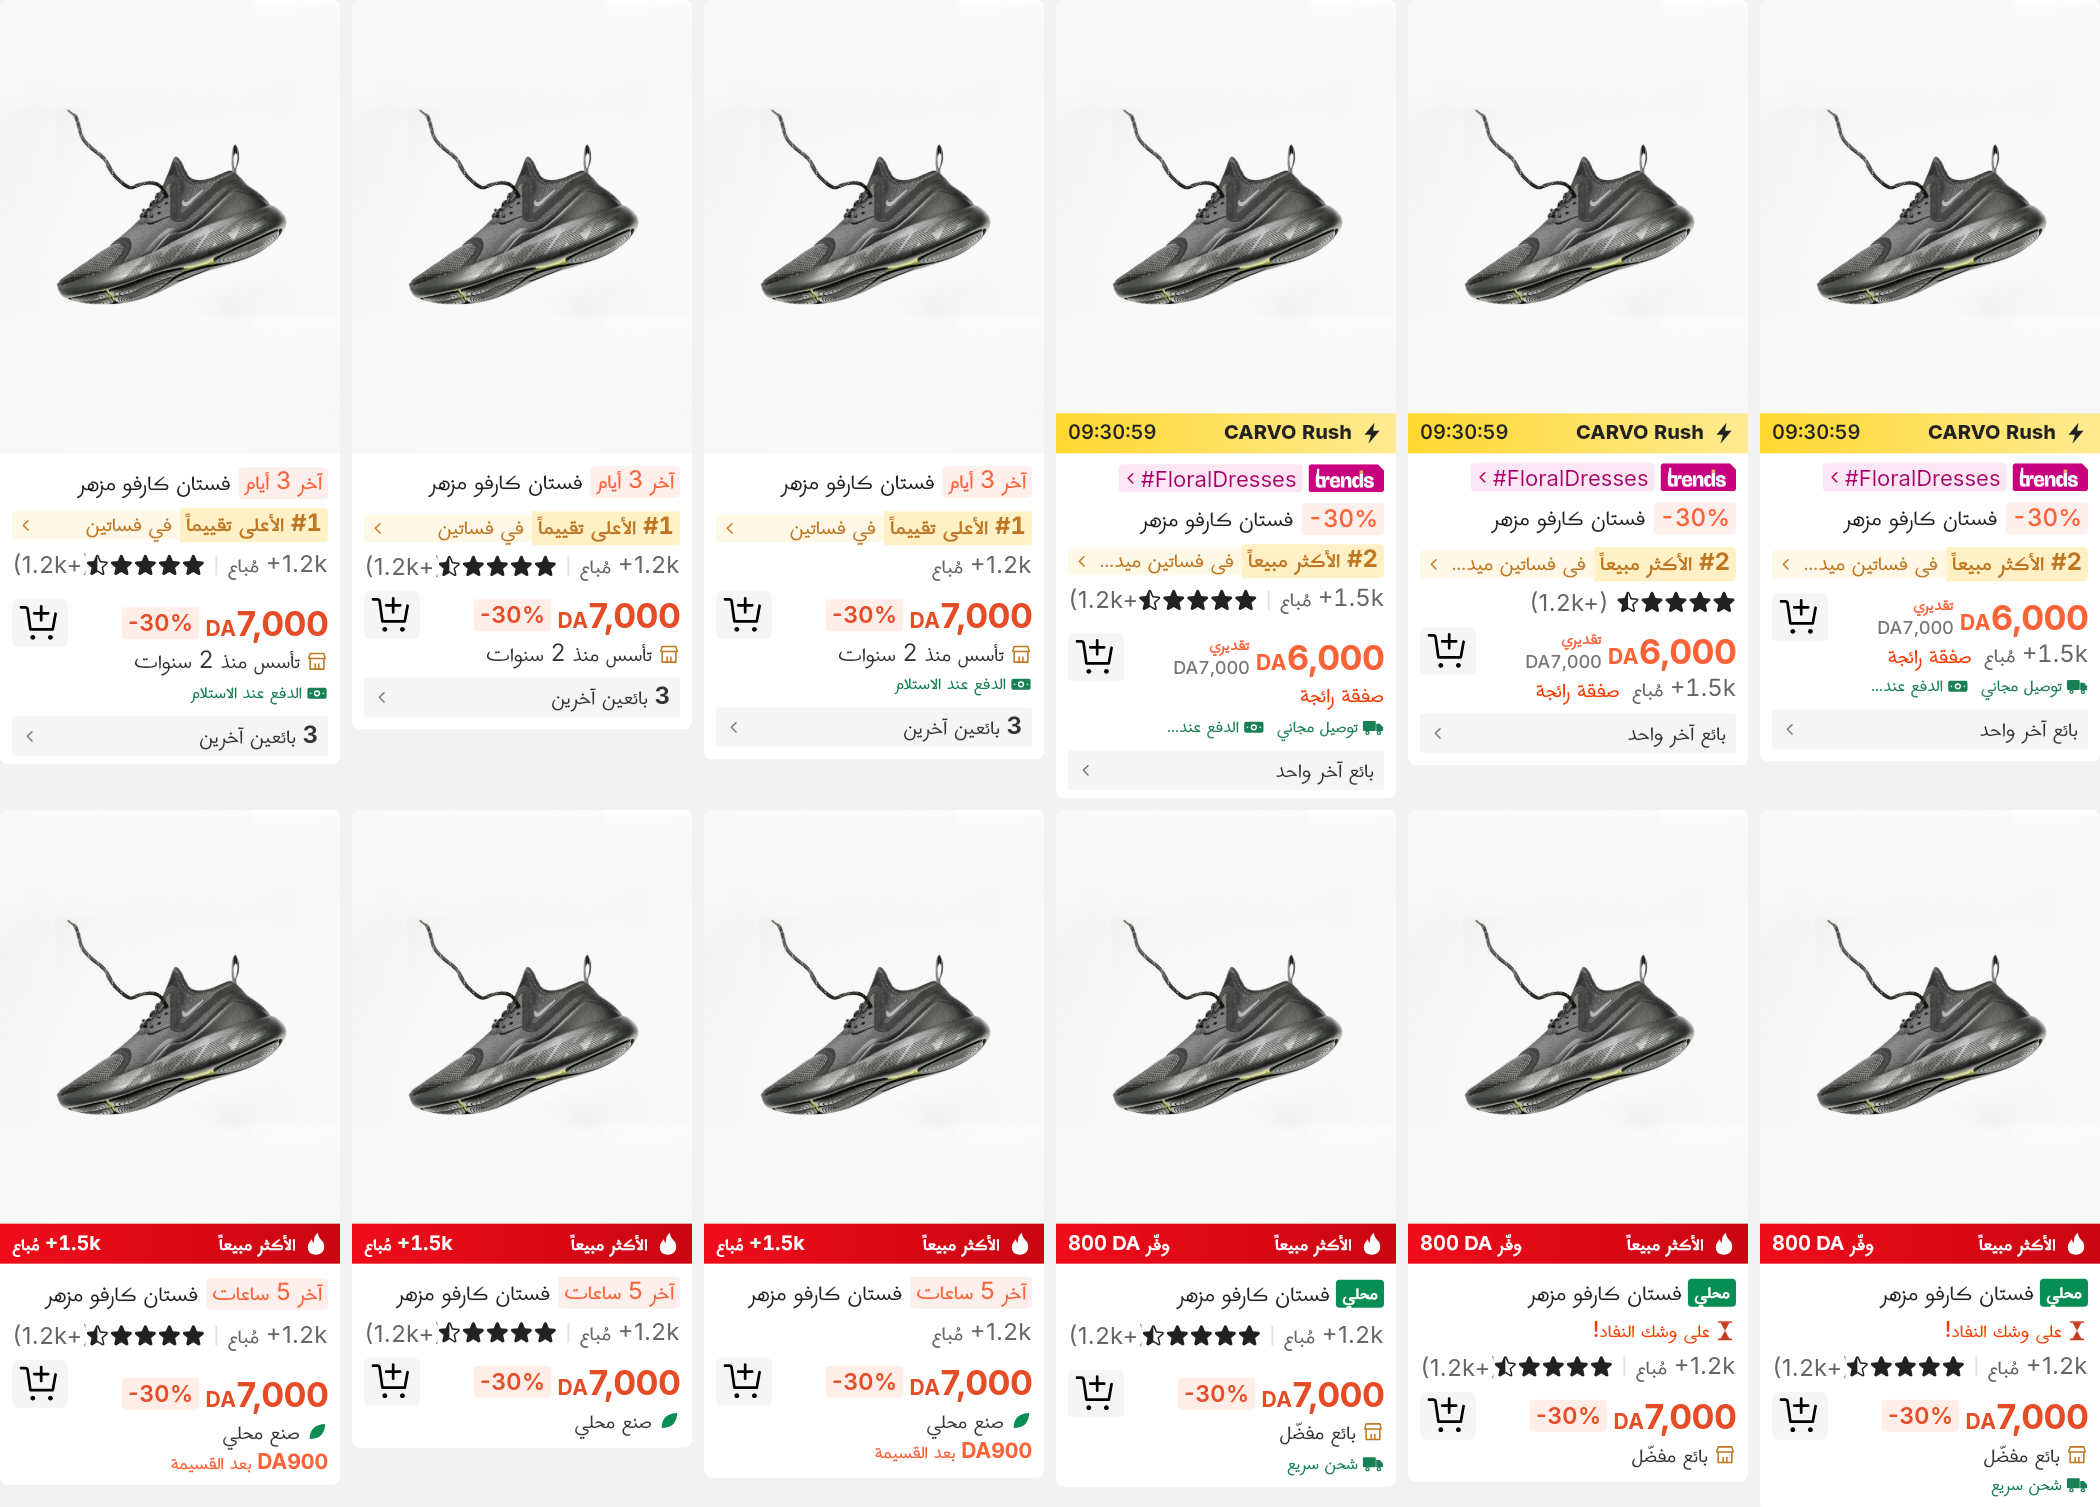 CARVO Rush 09:30:59
trends #FloralDresses
-30% فستان كارفو مزهر
#2 الأكثر مبيعاً في فساتين ميد...
DA6,000 تقديري DA7,000
1.5k+ مُباع صفقة رائجة
توصيل مجاني الدفع عند...
بائع آخر واحد
CARVO Rush 09:30:59
trends #FloralDresses
-30% فستان كارفو مزهر
#2 الأكثر مبيعاً في فساتين ميد...
(1.2k+)
DA6,000 تقديري DA7,000
1.5k+ مُباع صفقة رائجة
بائع آخر واحد
CARVO Rush 09:30:59
trends #FloralDresses
-30% فستان كارفو مزهر
#2 الأكثر مبيعاً في فساتين ميد...
1.5k+ مُباع (1.2k+
DA6,000 تقديري DA7,000
صفقة رائجة
توصيل مجاني الدفع عند...
بائع آخر واحد
آخر 3 أيام فستان كارفو مزهر
#1 الأعلى تقييماً في فساتين
1.2k+ مُباع
DA7,000 -30%
تأسس منذ 2 سنوات
الدفع عند الاستلام
3 بائعين آخرين
آخر 3 أيام فستان كارفو مزهر
#1 الأعلى تقييماً في فساتين
1.2k+ مُباع (1.2k+)
DA7,000 -30%
تأسس منذ 2 سنوات
3 بائعين آخرين
آخر 3 أيام فستان كارفو مزهر
#1 الأعلى تقييماً في فساتين
1.2k+ مُباع (1.2k+)
DA7,000 -30%
تأسس منذ 2 سنوات
الدفع عند الاستلام
3 بائعين آخرين
الأكثر مبيعاً وفّر 800 DA
محلي فستان كارفو مزهر
على وشك النفاد!
1.2k+ مُباع (1.2k+)
DA7,000 -30%
بائع مفضّل
شحن سريع
الأكثر مبيعاً وفّر 800 DA
محلي فستان كارفو مزهر
على وشك النفاد!
1.2k+ مُباع (1.2k+)
DA7,000 -30%
بائع مفضّل
الأكثر مبيعاً وفّر 800 DA
محلي فستان كارفو مزهر
1.2k+ مُباع (1.2k+)
DA7,000 -30%
بائع مفضّل
شحن سريع
الأكثر مبيعاً 1.5k+ مُباع
آخر 5 ساعات فستان كارفو مزهر
1.2k+ مُباع
DA7,000 -30%
صنع محلي
DA900 بعد القسيمة
الأكثر مبيعاً 1.5k+ مُباع
آخر 5 ساعات فستان كارفو مزهر
1.2k+ مُباع (1.2k+)
DA7,000 -30%
صنع محلي
الأكثر مبيعاً 1.5k+ مُباع
آخر 5 ساعات فستان كارفو مزهر
1.2k+ مُباع (1.2k+)
DA7,000 -30%
صنع محلي
DA900 بعد القسيمة